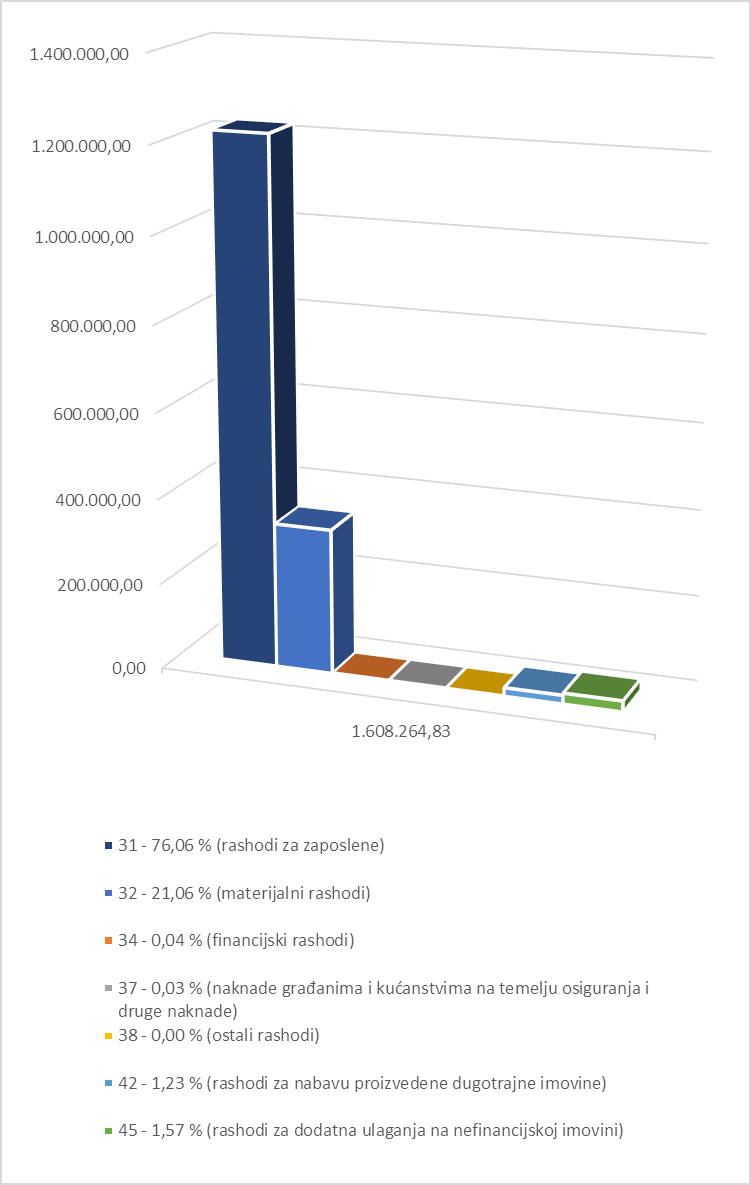 1.400.000,00
1.200.000,00
1.000.000,00
800.000,00
600.000,00
400.000,00
200.000,00
0,00
1.608.264,83
31 - 76,06 % (rashodi za zaposlene)
32 - 21,06 % (materijalni rashodi)
34 - 0,04 % (financijski rashodi)
37 - 0,03 % (naknade građanima i kućanstvima na temelju osiguranja i
druge naknade)
38 - 0,00 % (ostali rashodi)
42 - 1,23 % (rashodi za nabavu proizvedene dugotrajne imovine)
45 - 1,57 % (rashodi za dodatna ulaganja na nefinancijskoj imovini)